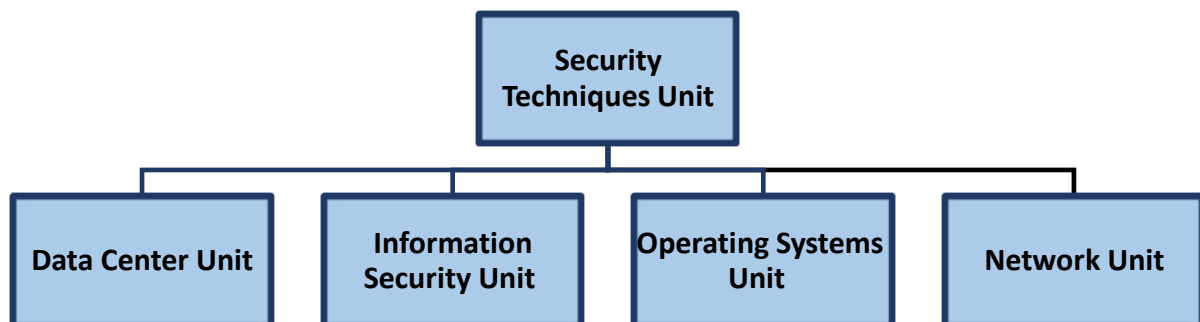 Security
Techniques Unit
Data Center Unit
Information
Security Unit
Operating Systems
Unit
Network Unit